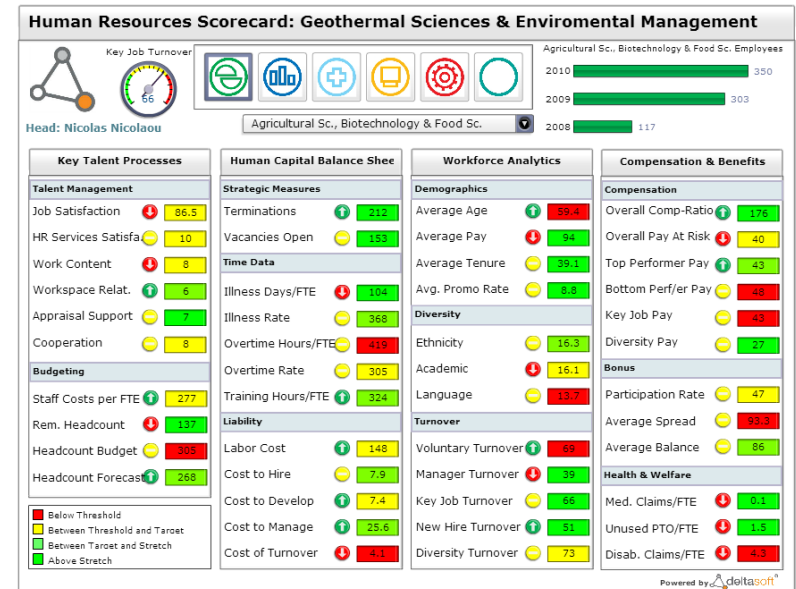 Human Resources Scorecard: Geothermal Sciences & Enviromental Management
Key Job Turnover
66
Head: Nicolas Nicolaou
Agricultural Sc., Biotechnology & Food Sc.
Agricultural Sc., Biotechnology & Food Sc. Employees
2010 350
2009 303
2008 117
Key Talent Processes
Talent Management
Job Satisfaction 86.5
HR Services Satisfa. 10
Work Content 8
Workspace Relat. 6
Appraisal Support 7
Cooperation 8
Budgeting
Staff Costs per FTE 277
Rem. Headcount 137
Headcount Budget 305
Headcount Forecast 268
Below Threshold
Between Threshold and Target
Between Target and Stretch
Above Stretch
Human Capital Balance Shee
Strategic Measures
Terminations 212
Vacancies Open 153
Time Data
Illness Days/FTE 104
Illness Rate 368
Overtime Hours/FTE 419
Overtime Rate 305
Training Hours/FTE 324
Liability
Labor Cost 148
Cost to Hire 7.9
Cost to Develop 7.4
Cost to Manage 25.6
Cost of Turnover 4.1
Workforce Analytics
Demographics
Average Age 59.4
Average Pay 94
Average Tenure 39.1
Avg. Promo Rate 8.8
Diversity
Ethnicity 16.3
Academic 16.1
Language 13.7
Turnover
Voluntary Turnover 69
Manager Turnover 39
Key Job Turnover 66
New Hire Turnover 51
Diversity Turnover 73
Compensation & Benefits
Compensation
Overall Comp-Ratio 176
Overall Pay At Risk 40
Top Performer Pay 43
Bottom Perf/er Pay 48
Key Job Pay 43
Diversity Pay 27
Bonus
Participation Rate 47
Average Spread 93.3
Average Balance 86
Health & Welfare
Med. Claims/FTE 0.1
Unused PTO/FTE 1.5
Disab. Claims/FTE 4.3
Powered by deltasoft